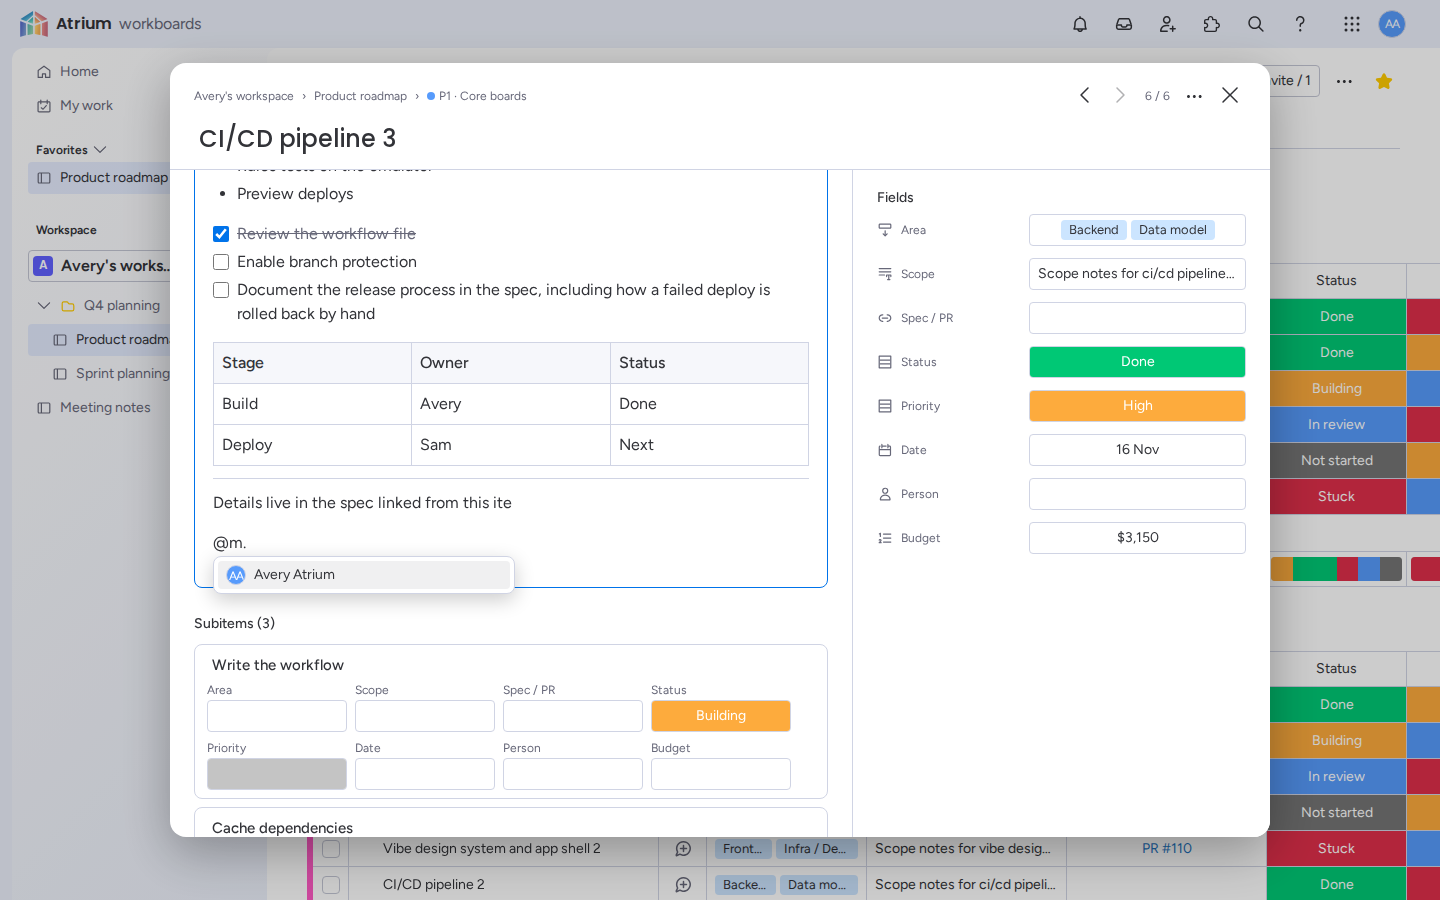 Atrium workboards
AA
Home
My work
Favorites
Product roadmap
Workspace
A Avery's works...
Q4 planning
Product roadm
Sprint planning
Meeting notes
vite / 1
Avery's workspace › Product roadmap › P1 · Core boards
6 / 6
CI/CD pipeline 3
Preview deploys
Review the workflow file
Enable branch protection
Document the release process in the spec, including how a failed deploy is
rolled back by hand
Stage Owner Status
Build Avery Done
Deploy Sam Next
Details live in the spec linked from this ite
@m.
AA Avery Atrium
Subitems (3)
Write the workflow
Area Scope Spec / PR Status
Building
Priority Date Person Budget
Cache dependencies
Fields
Area Backend Data model
Scope Scope notes for ci/cd pipeline...
Spec / PR
Status Done
Priority High
Date 16 Nov
Person
Budget $3,150
Status
Done
Done
Building
In review
Not started
Stuck
Status
Done
Building
In review
Not started
Vibe design system and app shell 2 Front... Infra / De... Scope notes for vibe desig... PR #110 Stuck
CI/CD pipeline 2 Backe... Data mo... Scope notes for ci/cd pipeli... Done